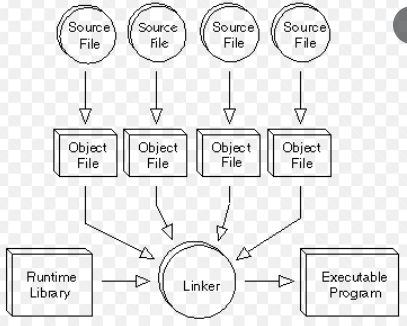 Source
File
Source
file
Source
File
Source
File
Object
File
Object
File
Object
File
Object
File
Runtime
Library
Linker
Executable
Program